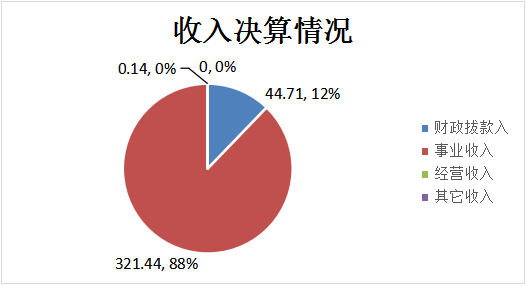 收入决算情况
0.14, 0%
0, 0%
44.71, 12%
321.44, 88%
财政拨款入
事业收入
经营收入
其它收入